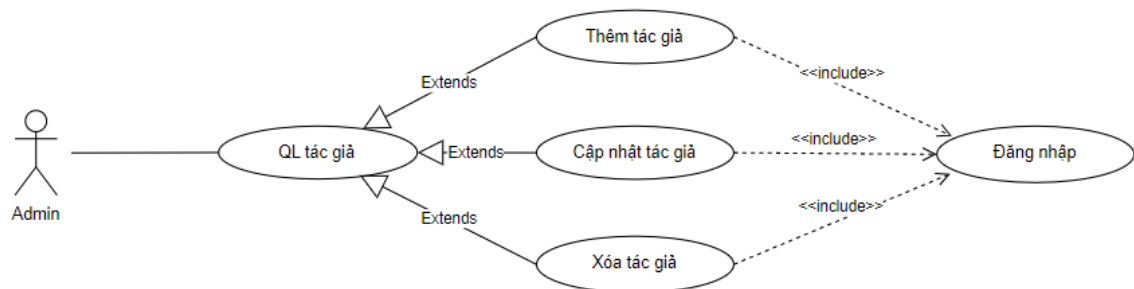 Thêm tác giả
Extends
<<include>>
QL tác giả
Extends
Cập nhật tác giả
<<include>>
Đăng nhập
Admin
Extends
<<include>>
Xóa tác giả